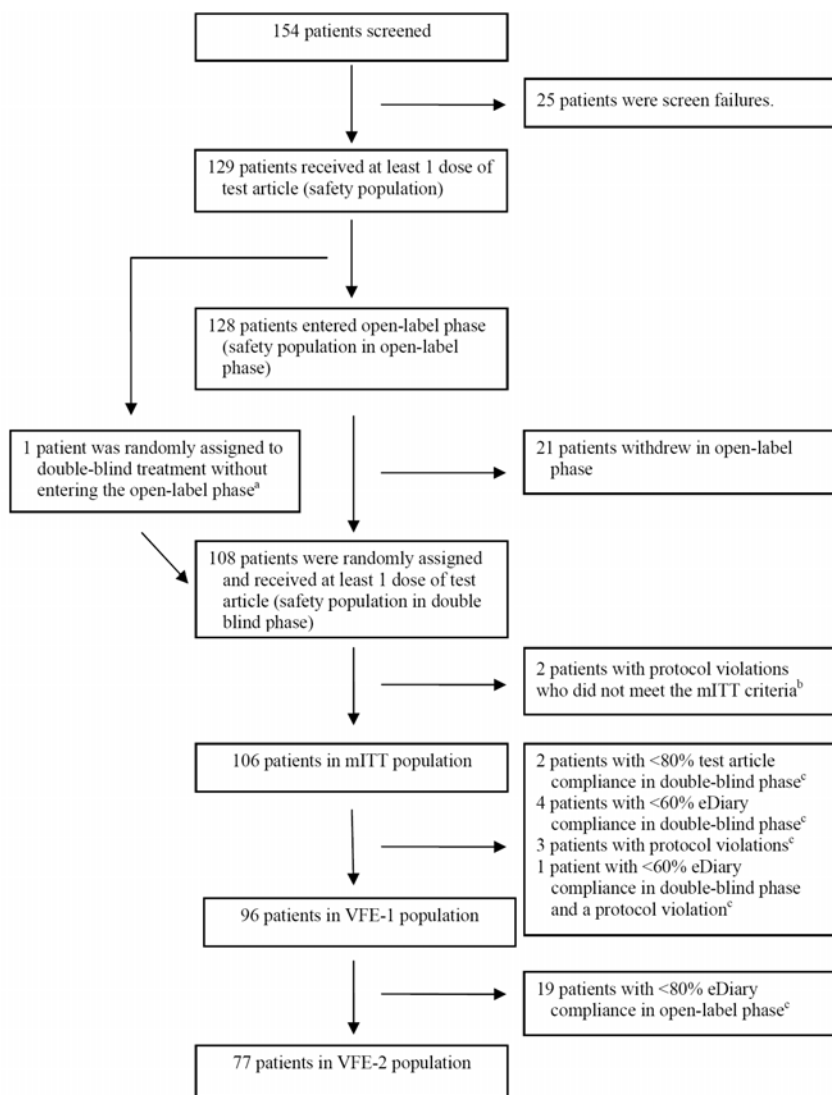 154 patients screened
25 patients were screen failures.
129 patients received at least 1 dose of
test article (safety population)
128 patients entered open-label phase
(safety population in open-label
phase)
1 patient was randomly assigned to
double-blind treatment without
entering the open-label phaseᵃ
21 patients withdrew in open-label
phase
108 patients were randomly assigned
and received at least 1 dose of test
article (safety population in double
blind phase)
2 patients with protocol violations
who did not meet the mITT criteriaᵇ
106 patients in mITT population
2 patients with <80% test article
compliance in double-blind phaseᶜ
4 patients with <60% eDiary
compliance in double-blind phaseᶜ
3 patients with protocol violationsᶜ
1 patient with <60% eDiary
compliance in double-blind phase
and a protocol violationᶜ
96 patients in VFE-1 population
19 patients with <80% eDiary
compliance in open-label phaseᶜ
77 patients in VFE-2 population